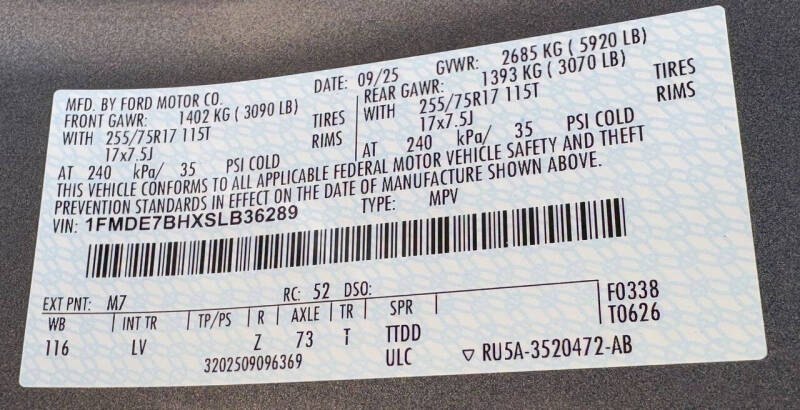 MFD. BY FORD MOTOR CO. DATE: 09/25 GVWR: 2685 KG ( 5920 LB)
FRONT GAWR: 1402 KG ( 3090 LB) REAR GAWR: 1393 KG ( 3070 LB)
WITH 255/75R17 115T TIRES WITH 255/75R17 115T TIRES
17x7.5J RIMS 17x7.5J RIMS
AT 240 kPa/ 35 PSI COLD AT 240 kPa/ 35 PSI COLD
THIS VEHICLE CONFORMS TO ALL APPLICABLE FEDERAL MOTOR VEHICLE SAFETY AND THEFT
PREVENTION STANDARDS IN EFFECT ON THE DATE OF MANUFACTURE SHOWN ABOVE.
VIN: 1FMDE7BHXSLB36289 TYPE: MPV
EXT PNT: M7 RC: 52 DSO: F0338
WB INT TR TP/PS R AXLE TR SPR T0626
116 LV Z 73 T TTDD
3202509096369 ULC ▽ RU5A-3520472-AB